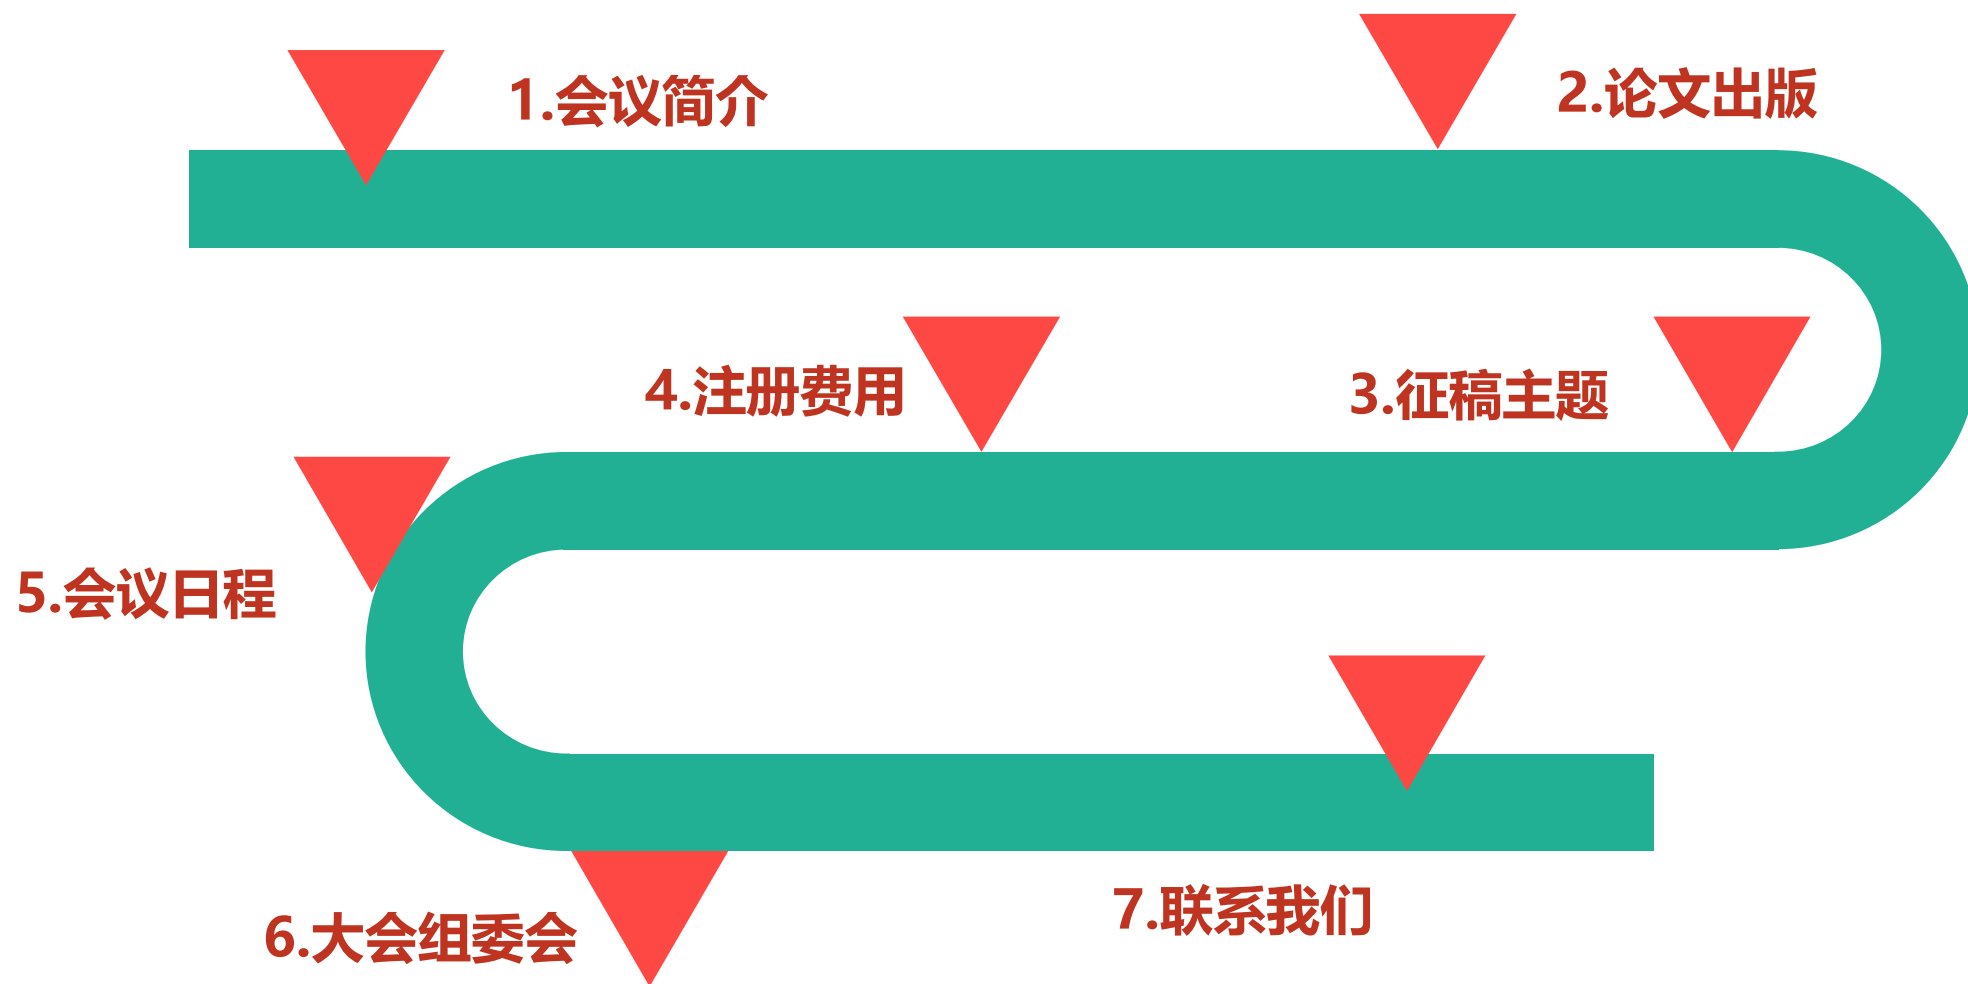 1.会议简介
2.论文出版
3.征稿主题
4.注册费用
5.会议日程
6.大会组委会
7.联系我们